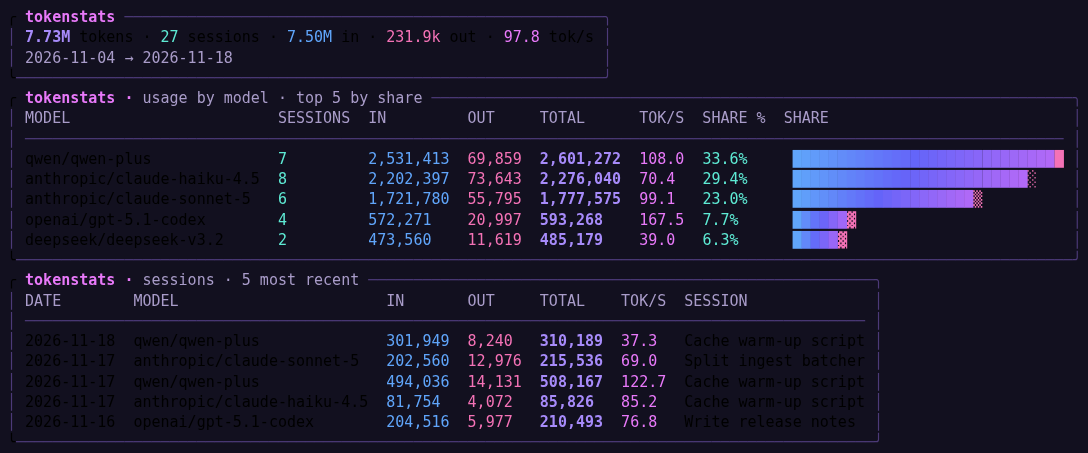 tokenstats
7.73M tokens · 27 sessions · 7.50M in · 231.9k out · 97.8 tok/s
2026-11-04 → 2026-11-18
tokenstats · usage by model · top 5 by share
MODEL SESSIONS IN OUT TOTAL TOK/S SHARE % SHARE
qwen/qwen-plus 7 2,531,413 69,859 2,601,272 108.0 33.6%
anthropic/claude-haiku-4.5 8 2,202,397 73,643 2,276,040 70.4 29.4%
anthropic/claude-sonnet-5 6 1,721,780 55,795 1,777,575 99.1 23.0%
openai/gpt-5.1-codex 4 572,271 20,997 593,268 167.5 7.7%
deepseek/deepseek-v3.2 2 473,560 11,619 485,179 39.0 6.3%
tokenstats · sessions · 5 most recent
DATE MODEL IN OUT TOTAL TOK/S SESSION
2026-11-18 qwen/qwen-plus 301,949 8,240 310,189 37.3 Cache warm-up script
2026-11-17 anthropic/claude-sonnet-5 202,560 12,976 215,536 69.0 Split ingest batcher
2026-11-17 qwen/qwen-plus 494,036 14,131 508,167 122.7 Cache warm-up script
2026-11-17 anthropic/claude-haiku-4.5 81,754 4,072 85,826 85.2 Cache warm-up script
2026-11-16 openai/gpt-5.1-codex 204,516 5,977 210,493 76.8 Write release notes